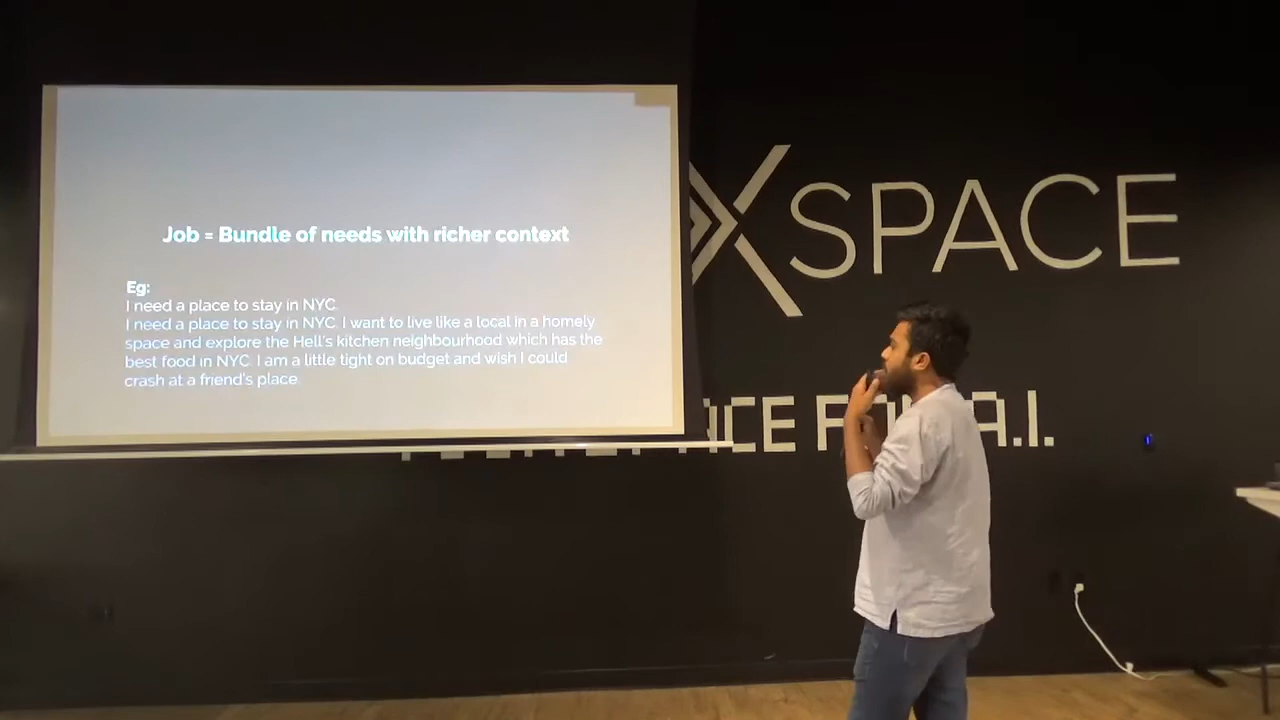 Job = Bundle of needs with richer context
Eg:
I need a place to stay in NYC.
I need a place to stay in NYC. I want to live like a local in a homely
space and explore the Hell's kitchen neighbourhood which has the
best food in NYC. I am a little tight on budget and wish I could
crash at a friend's place.
XSPACE
A.I.